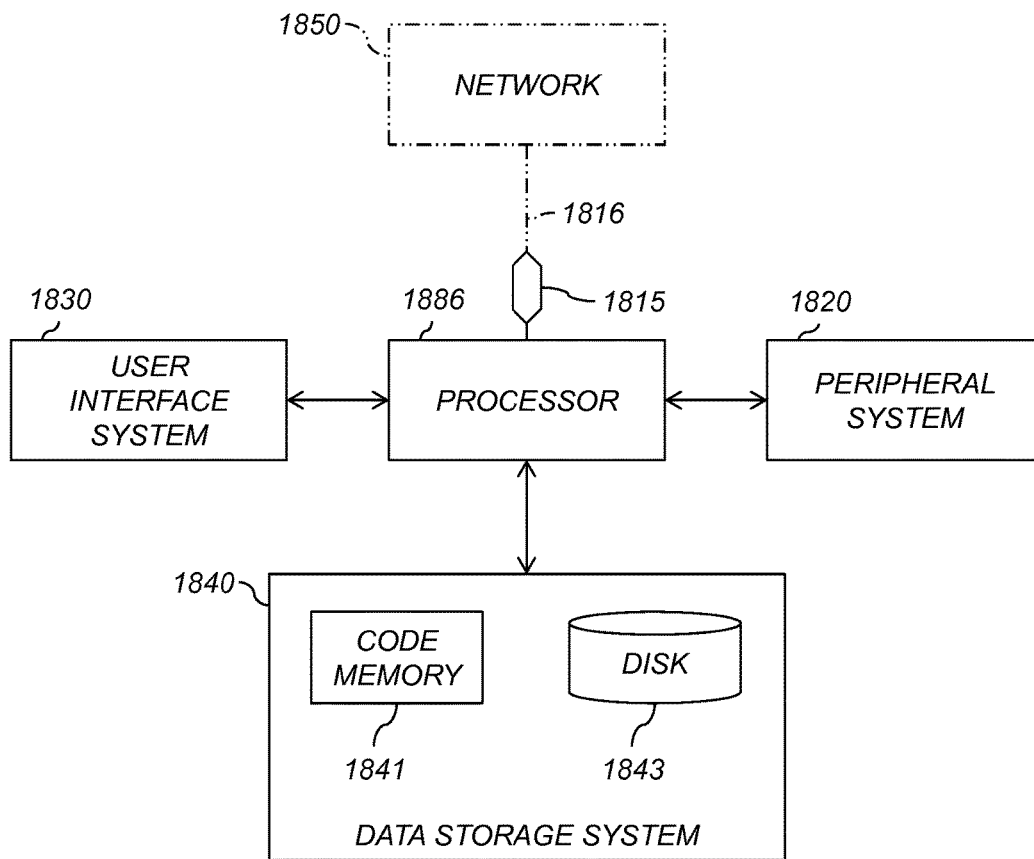 1850
NETWORK
1816
1815
1830
1886
1820
USER
INTERFACE
SYSTEM
PROCESSOR
PERIPHERAL
SYSTEM
1840
CODE
MEMORY
DISK
1841
1843
DATA STORAGE SYSTEM